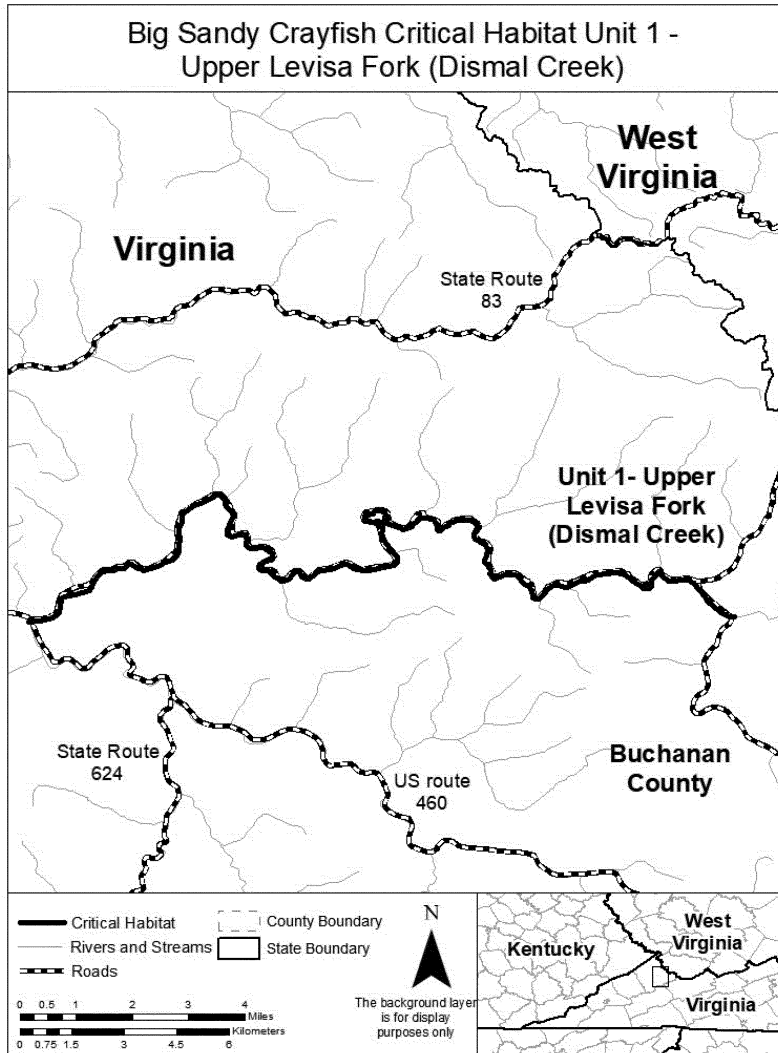 Big Sandy Crayfish Critical Habitat Unit 1 -
Upper Levisa Fork (Dismal Creek)
West
Virginia
Virginia
State Route
83
Unit 1- Upper
Levisa Fork
(Dismal Creek)
State Route
624
US route
460
Buchanan
County
Critical Habitat
Rivers and Streams
Roads
County Boundary
State Boundary
0 0.5 1 2 3 4
Miles
Kilometers
0 0.75 1.5 3 4.5 6
N
The background layer
is for display
purposes only
Kentucky
West
Virginia
Virginia